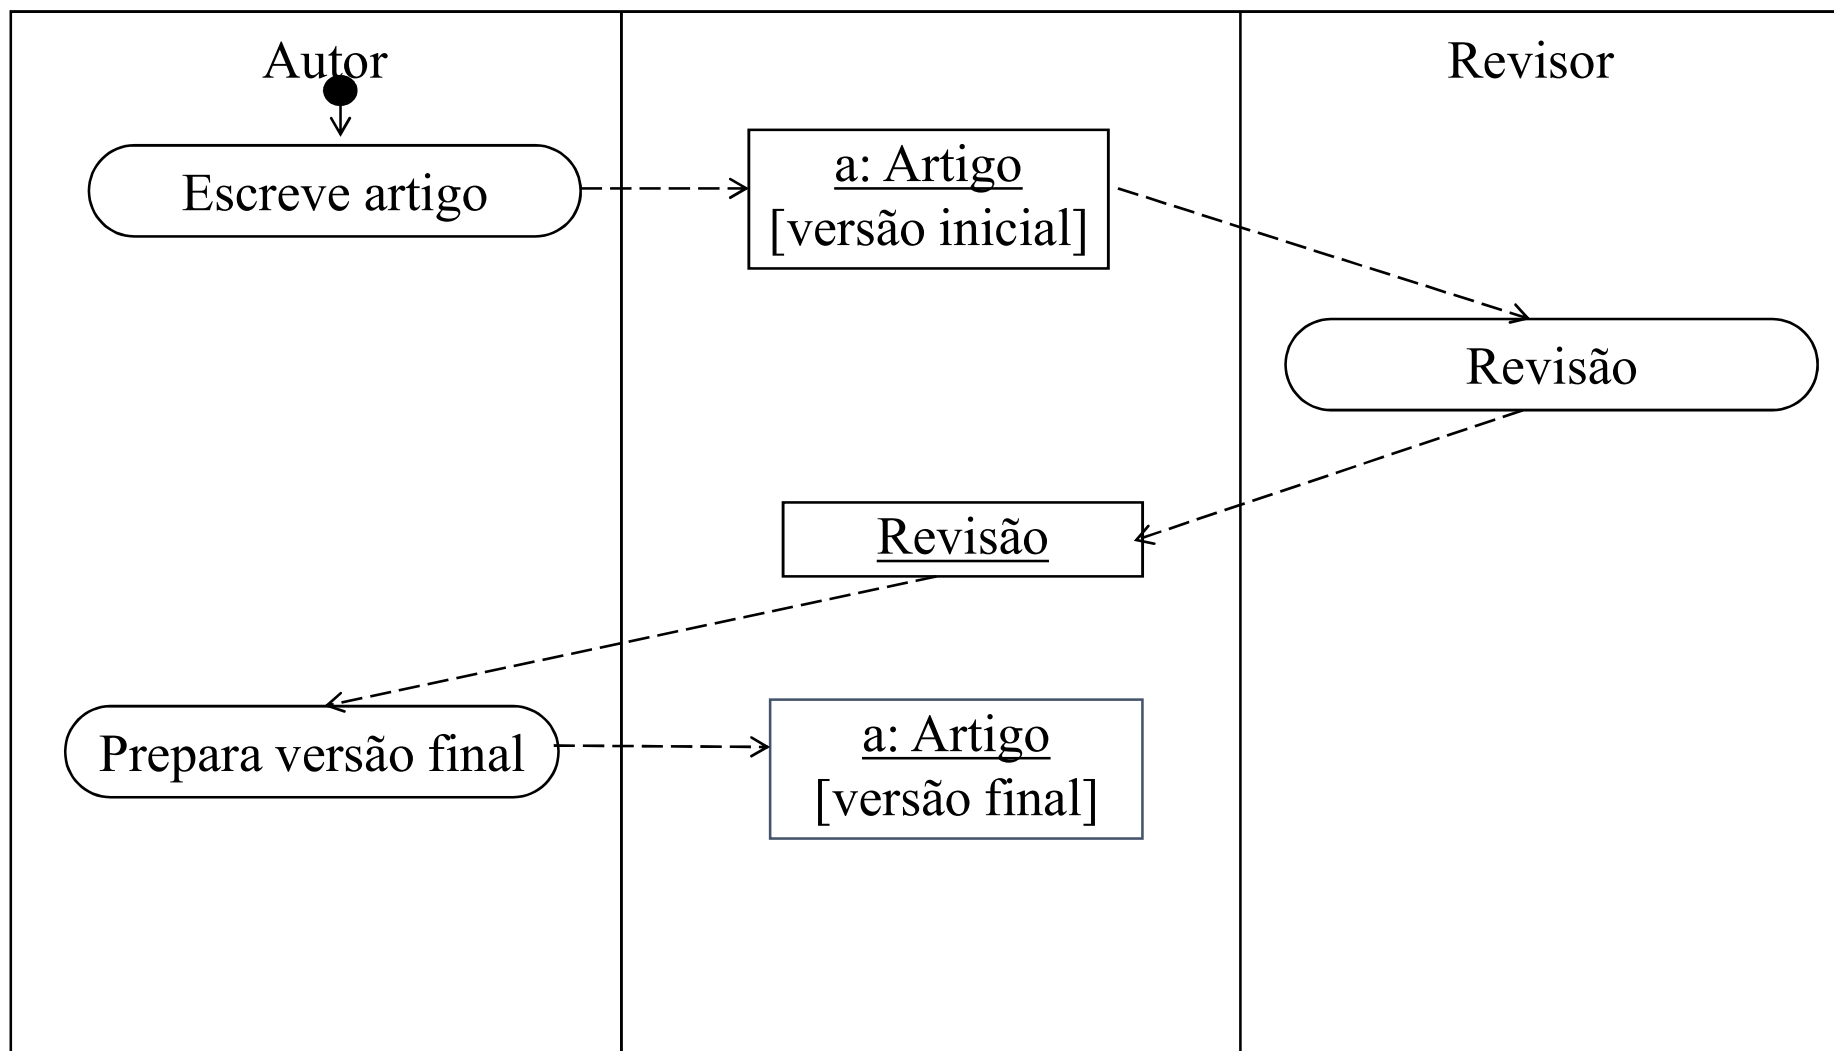 Autor
Revisor
Escreve artigo
a: Artigo
[versão inicial]
Revisão
Revisão
Prepara versão final
a: Artigo
[versão final]